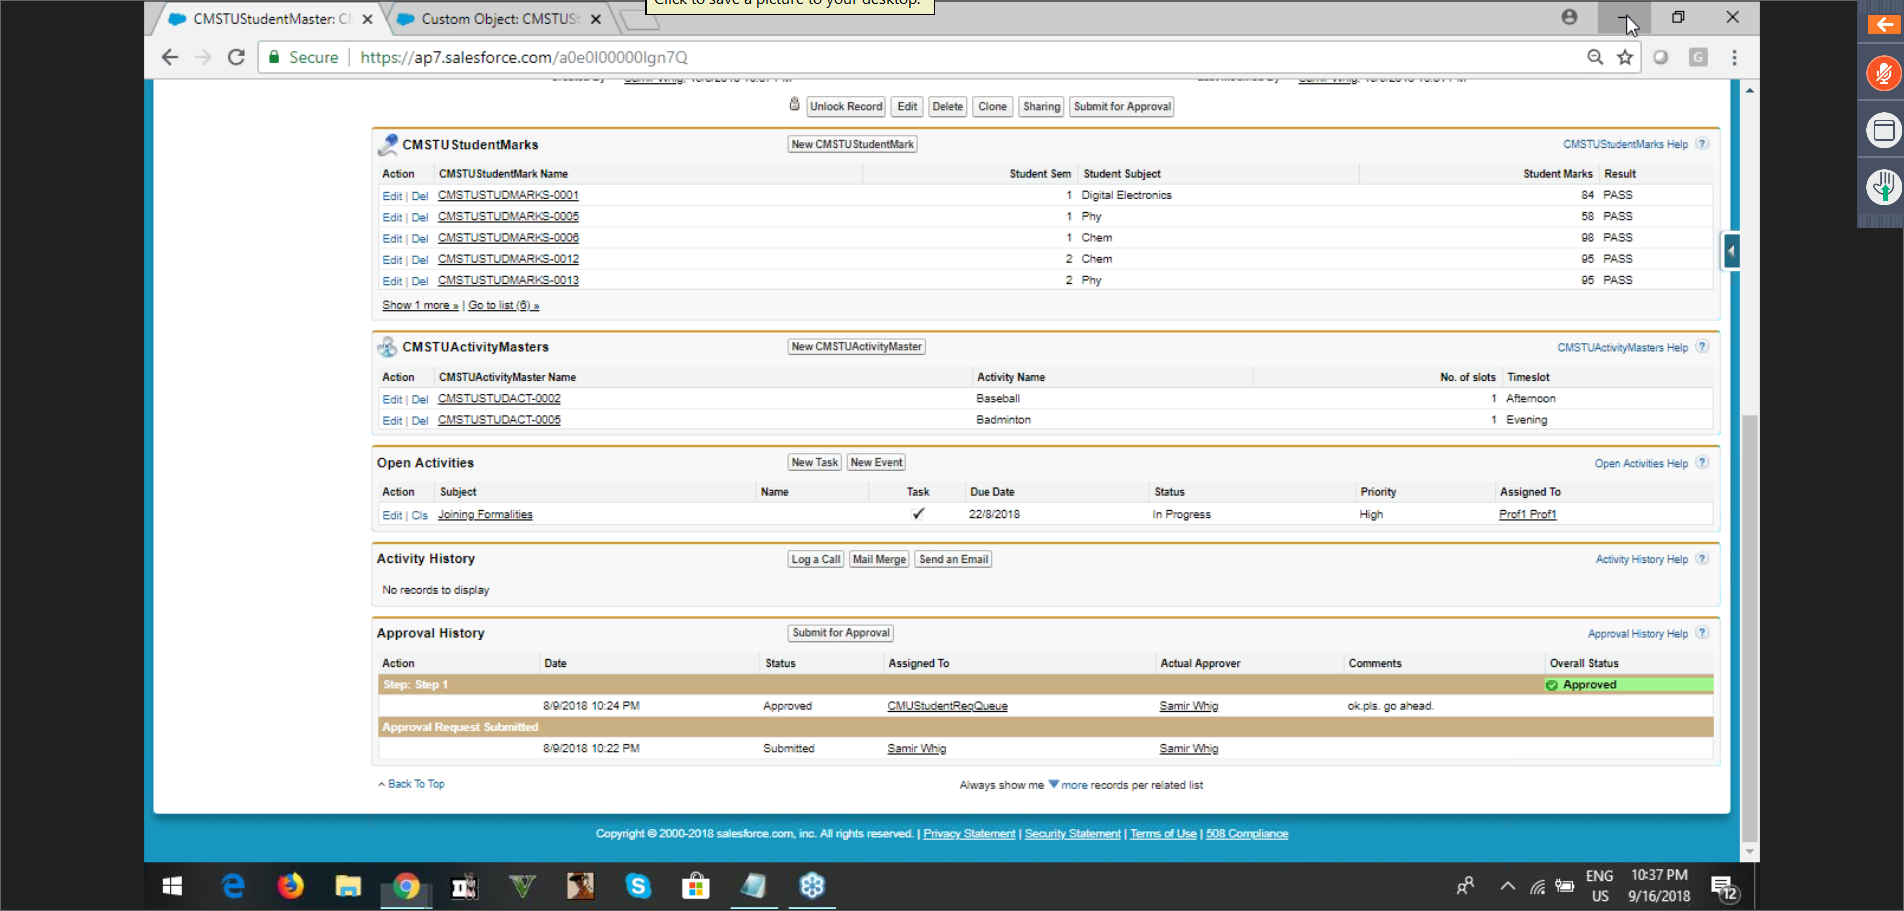 Click to save a picture to your desktop.
CMSTUStudentMaster: C
Custom Object: CMSTUS
Secure https://ap7.salesforce.com/a0e0I00000Ign7Q
Unlock Record Edit Delete Clone Sharing Submit for Approval
CMSTUStudentMarks New CMSTUStudentMark CMSTUStudentMarks Help ?
Action CMSTUStudentMark Name Student Sem Student Subject Student Marks Result
Edit | Del CMSTUSTUDMARKS-0001 1 Digital Electronics 84 PASS
Edit | Del CMSTUSTUDMARKS-0005 1 Phy 58 PASS
Edit | Del CMSTUSTUDMARKS-0006 1 Chem 98 PASS
Edit | Del CMSTUSTUDMARKS-0012 2 Chem 95 PASS
Edit | Del CMSTUSTUDMARKS-0013 2 Phy 95 PASS
Show 1 more » | Go to list (6) »
CMSTUActivityMasters New CMSTUActivityMaster CMSTUActivityMasters Help ?
Action CMSTUActivityMaster Name Activity Name No. of slots Timeslot
Edit | Del CMSTUSTUDACT-0002 Baseball 1 Afternoon
Edit | Del CMSTUSTUDACT-0005 Badminton 1 Evening
Open Activities New Task New Event Open Activities Help ?
Action Subject Name Task Due Date Status Priority Assigned To
Edit | Cls Joining Formalities ✓ 22/8/2018 In Progress High Prof1 Prof1
Activity History Log a Call Mail Merge Send an Email Activity History Help ?
No records to display
Approval History Submit for Approval Approval History Help ?
Action Date Status Assigned To Actual Approver Comments Overall Status
Step: Step 1 Approved
8/9/2018 10:24 PM Approved CMUStudentReqQueue Samir Whig ok.pls. go ahead.
Approval Request Submitted
8/9/2018 10:22 PM Submitted Samir Whig Samir Whig
^ Back To Top Always show me more records per related list
Copyright © 2000-2018 salesforce.com, inc. All rights reserved. | Privacy Statement | Security Statement | Terms of Use | 508 Compliance
ENG 10:37 PM
US 9/16/2018 12